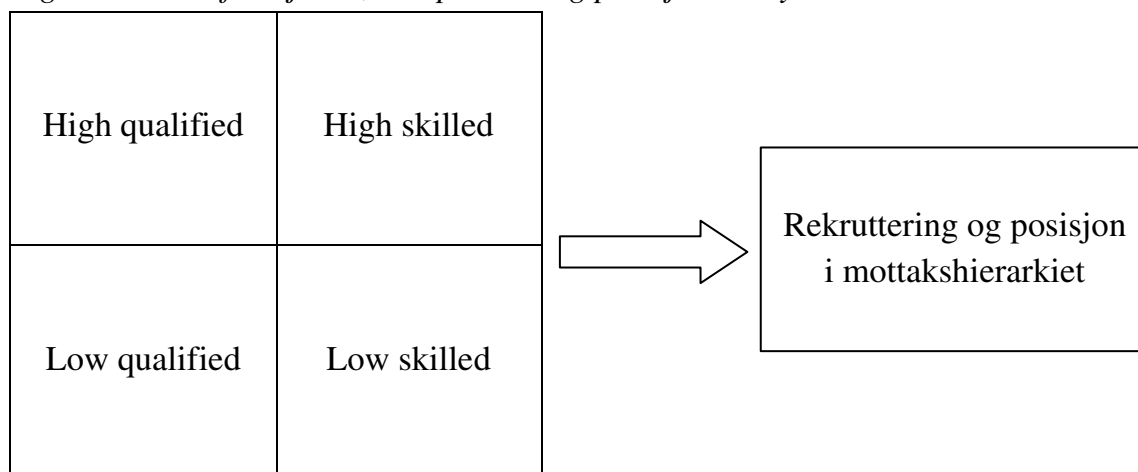 High qualified High skilled
Rekruttering og posisjon
i mottakshierarkiet
Low qualified Low skilled